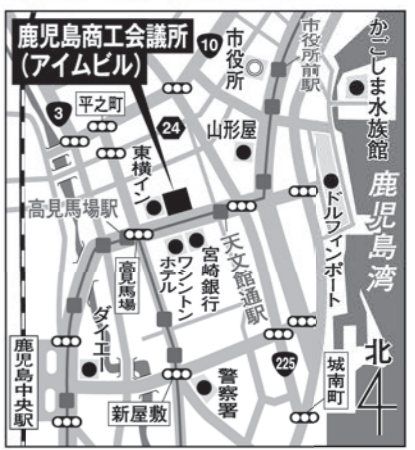 鹿児島商工会議所
(アイムビル)
10
市役所
市役所前駅
かごしま水族館
3
平之町
24
山形屋
東横イン
高見馬場駅
鹿児島湾
ドルフィンポート
高見馬場
ワシントン
ホテル
宮崎銀行
天文館通駅
ダイエー
北
鹿児島中央駅
新屋敷
警察署
225
城南町